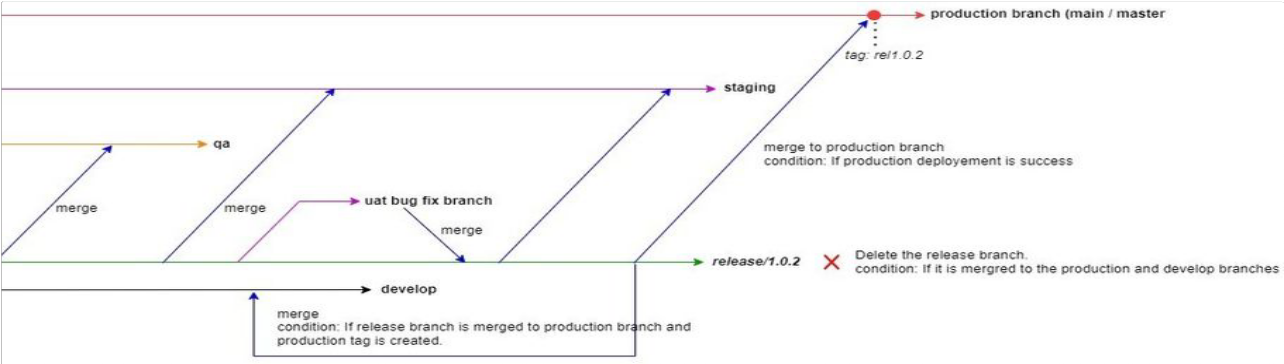 production branch (main / master
tag: rel1.0.2
staging
qa
merge to production branch
condition: If production deployement is success
uat bug fix branch
merge
merge
merge
release/1.0.2
Delete the release branch.
condition: If it is mergred to the production and develop branches
develop
merge
condition: If release branch is merged to production branch and
production tag is created.